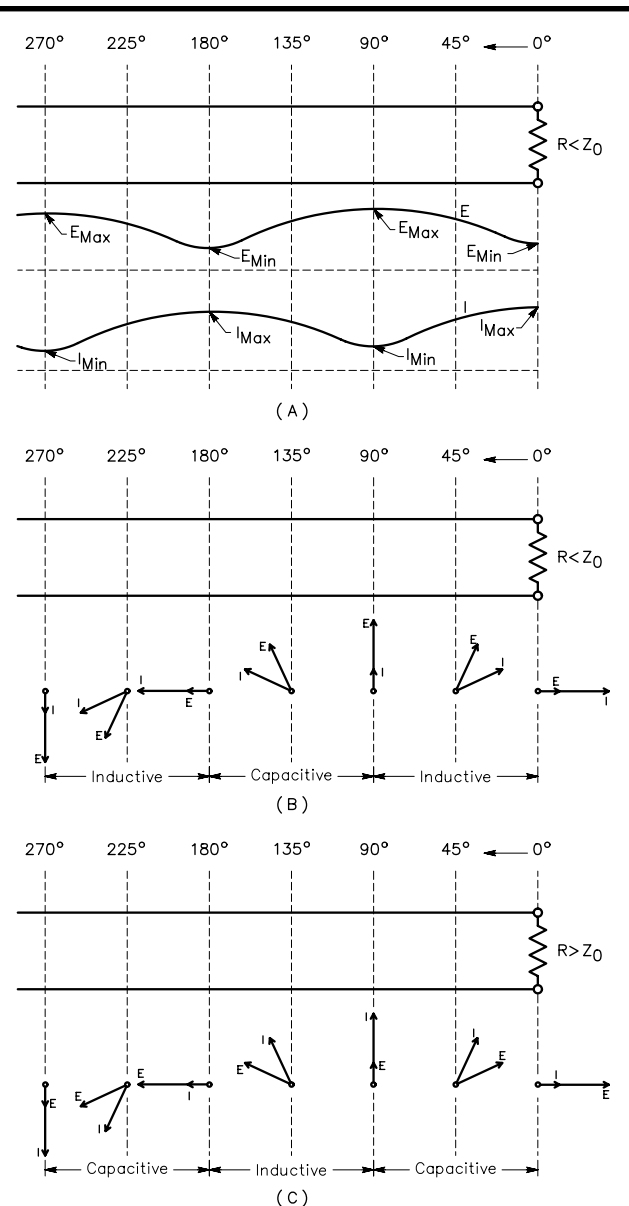 270° 225° 180° 135° 90° 45° 0°
R<Z0
E
EMax EMax
EMin EMin
I
IMax IMax
IMin IMin
(A)
270° 225° 180° 135° 90° 45° 0°
R<Z0
E E E
I I I
I I E I E
I E E I
E
Inductive Capacitive Inductive
(B)
270° 225° 180° 135° 90° 45° 0°
R>Z0
I I I
E E E
E E I E I
E I I E
I
Capacitive Inductive Capacitive
(C)